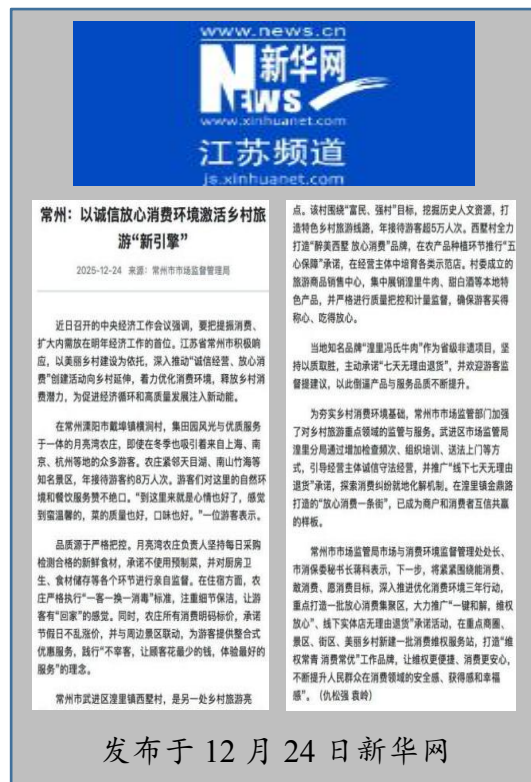 www.news.cn
新华网
NEWS
www.xinhuanet.com
江苏频道
js.xinhuanet.com
常州：以诚信放心消费环境激活乡村旅
游“新引擎”
2025-12-24 来源：常州市市场监督管理局
近日召开的中央经济工作会议强调，要把提振消费、
扩大内需放在明年经济工作的首位。江苏省常州市积极响
应，以美丽乡村建设为依托，深入推动“诚信经营、放心消
费”创建活动向乡村延伸，着力优化消费环境，释放乡村消
费潜力，为促进经济循环和高质量发展注入新动能。
在常州溧阳市戴埠镇横涧村，集田园风光与优质服务
于一体的月亮湾农庄，即使在冬季也吸引着来自上海、南
京、杭州等地的众多游客。农庄紧邻天目湖、南山竹海等
知名景区，年接待游客约8万人次。游客们对这里的自然环
境和餐饮服务赞不绝口。“到这里来就是心情也好了，感觉
到蛮温馨的，菜的质量也好，口味也好。”一位游客表示。
品质源于严格把控。月亮湾农庄负责人坚持每日采购
检测合格的新鲜食材，承诺不使用预制菜，并对厨房卫
生、食材储存等各个环节进行亲自监督。在住宿方面，农
庄严格执行“一客一换一消毒”标准，注重细节保洁，让游
客有“回家”的感觉。同时，农庄所有消费明码标价，承诺
节假日不乱涨价，并与周边景区联动，为游客提供整合式
优惠服务，践行“不宰客，让顾客花最少的钱，体验最好的
服务”的理念。
常州市武进区湟里镇西墅村，是另一处乡村旅游亮
点。该村围绕“富民、强村”目标，挖掘历史人文资源，打
造特色乡村旅游线路，年接待游客超5万人次。西墅村全力
打造“醉美西墅 放心消费”品牌，在农产品种植环节推行“五
心保障”承诺，在经营主体中培育各类示范店。村委成立的
旅游商品销售中心，集中展销湟里牛肉、甜白酒等本地特
色产品，并严格进行质量把控和计量监督，确保游客买得
称心、吃得放心。
当地知名品牌“湟里冯氏牛肉”作为省级非遗项目，坚
持以质取胜，主动承诺“七天无理由退货”，并欢迎游客监
督提建议，以此倒逼产品与服务品质不断提升。
为夯实乡村消费环境基础，常州市市场监管部门加强
了对乡村旅游重点领域的监管与服务。武进区市场监管局
湟里分局通过增加检查频次、组织培训、送法上门等方
式，引导经营主体诚信守法经营，并推广“线下七天无理由
退货”承诺，探索消费纠纷就地化解机制。在湟里镇金鼎路
打造的“放心消费一条街”，已成为商户和消费者互信共赢
的样板。
常州市市场监管局市场与消费环境监督管理处处长、
市消保委秘书长蒋科表示，下一步，将紧紧围绕能消费、
敢消费、愿消费目标，深入推进优化消费环境三年行动，
重点打造一批放心消费集聚区，大力推广“一键和解，维权
放心”、线下实体店无理由退货”承诺活动，在重点商圈、
景区、街区、美丽乡村新建一批消费维权服务站，打造“维
权常青 消费常优”工作品牌，让维权更便捷、消费更安心，
不断提升人民群众在消费领域的安全感、获得感和幸福
感”。（仇松强 袁岭）
发布于12月24日新华网